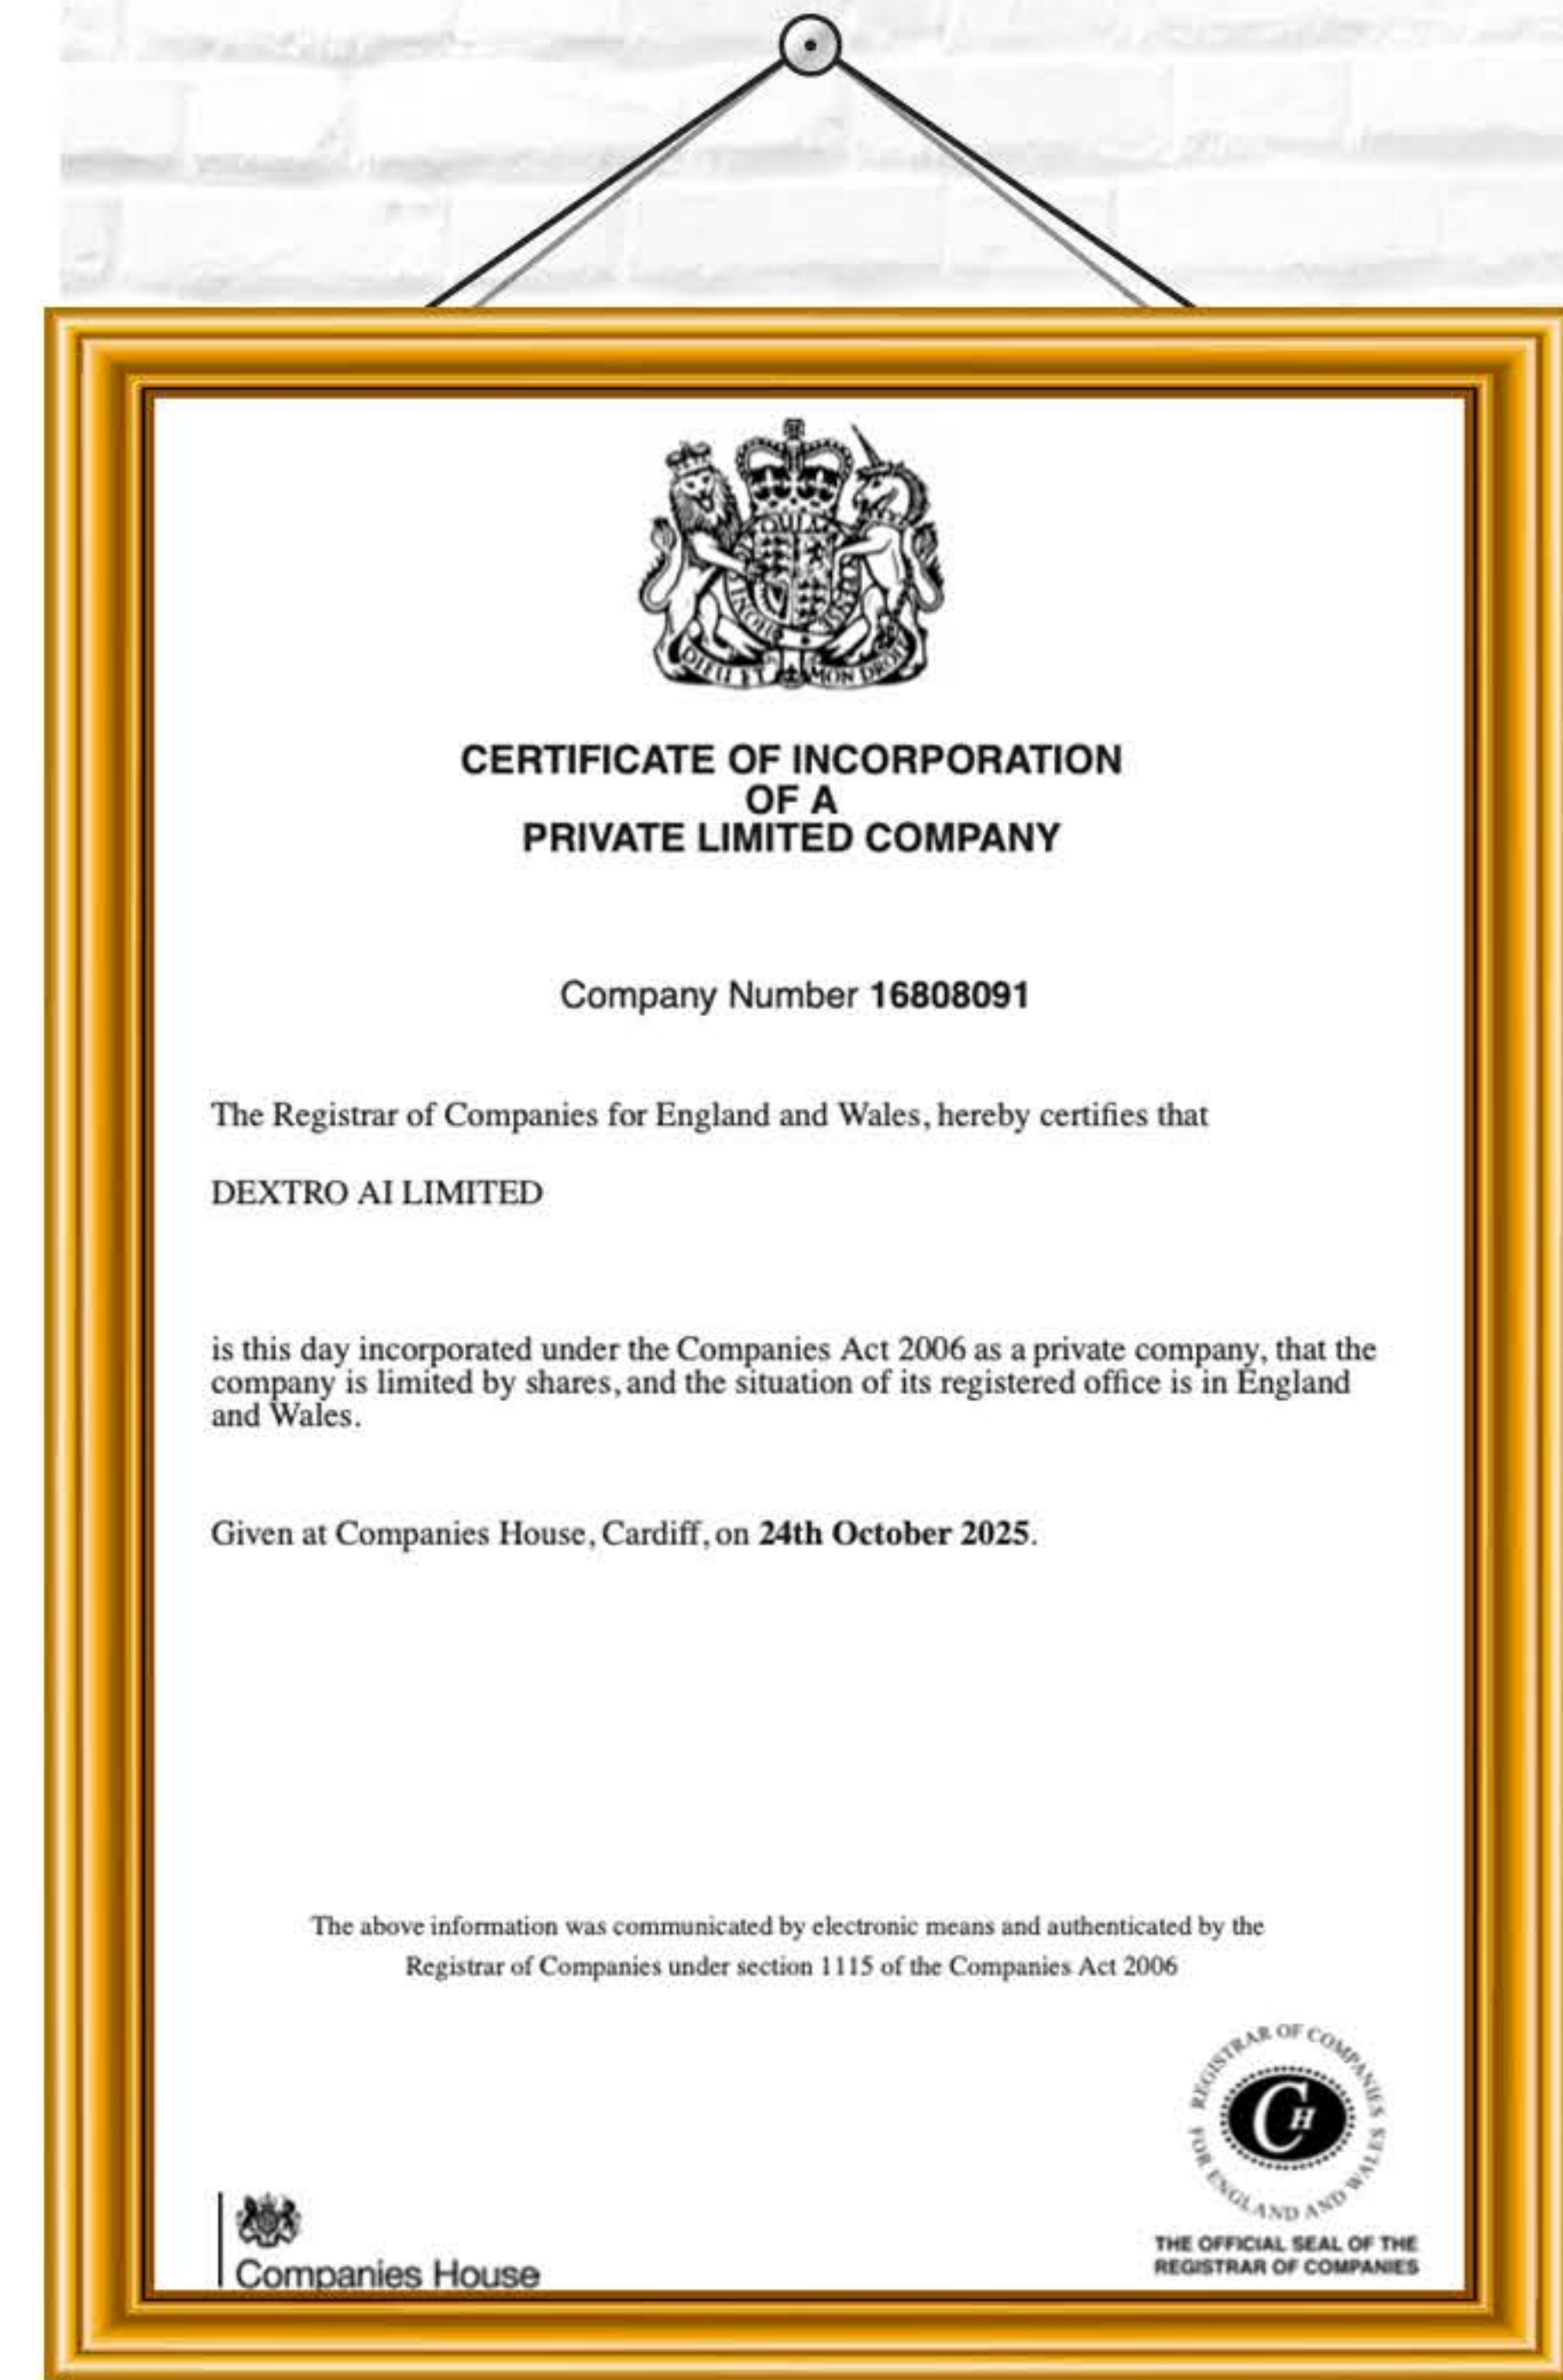 DIEU ET MON DROIT
CERTIFICATE OF INCORPORATION
OF A
PRIVATE LIMITED COMPANY
Company Number 16808091
The Registrar of Companies for England and Wales, hereby certifies that
DEXTRO AI LIMITED
is this day incorporated under the Companies Act 2006 as a private company, that the
company is limited by shares, and the situation of its registered office is in England
and Wales.
Given at Companies House, Cardiff, on 24th October 2025.
The above information was communicated by electronic means and authenticated by the
Registrar of Companies under section 1115 of the Companies Act 2006
REGISTRAR OF COMPANIES
FOR ENGLAND AND WALES
CH
THE OFFICIAL SEAL OF THE
REGISTRAR OF COMPANIES
Companies House